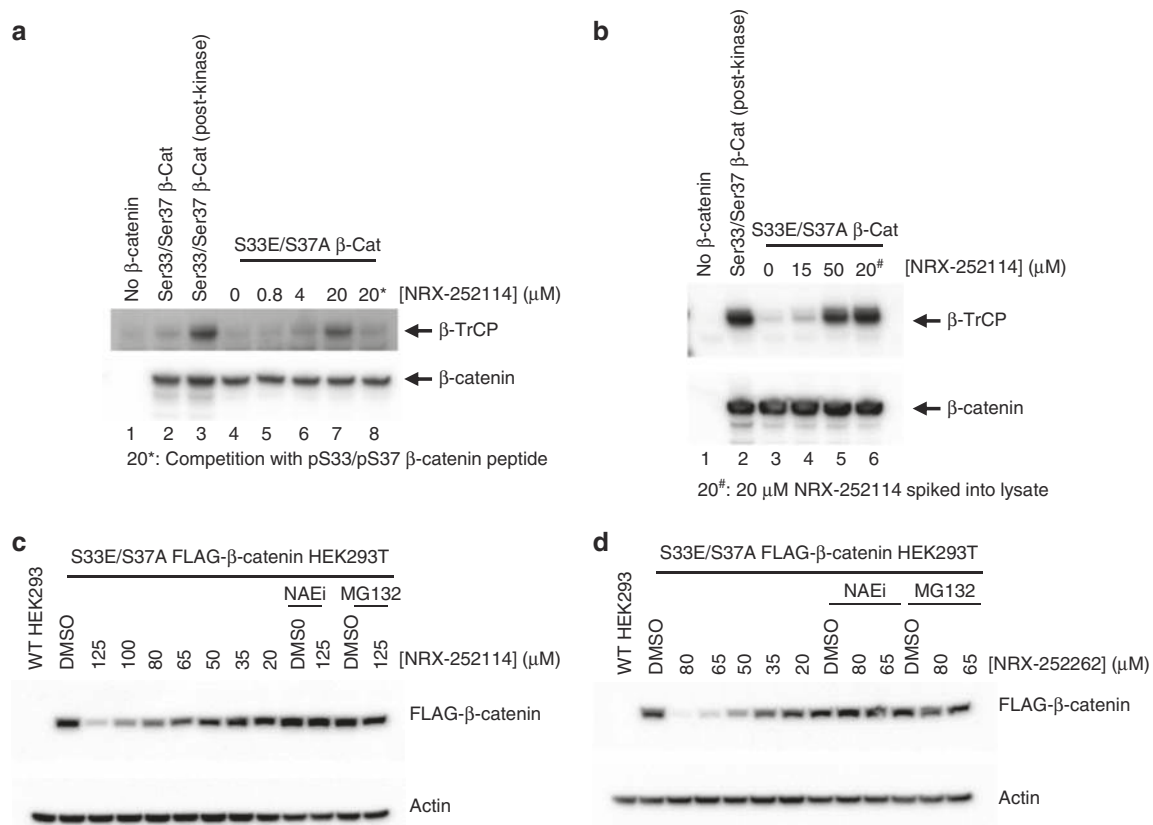 a
No β-catenin
Ser33/Ser37 β-Cat
Ser33/Ser37 β-Cat (post-kinase)
S33E/S37A β-Cat
0 0.8 4 20 20* [NRX-252114] (μM)
β-TrCP
β-catenin
1 2 3 4 5 6 7 8
20*: Competition with pS33/pS37 β-catenin peptide
b
No β-catenin
Ser33/Ser37 β-Cat (post-kinase)
S33E/S37A β-Cat
0 15 50 20# [NRX-252114] (μM)
β-TrCP
β-catenin
1 2 3 4 5 6
20#: 20 μM NRX-252114 spiked into lysate
c
S33E/S37A FLAG-β-catenin HEK293T
NAEi MG132
WT HEK293 DMSO 125 100 80 65 50 35 20 DMS0 125 DMSO 125 [NRX-252114] (μM)
FLAG-β-catenin
Actin
d
S33E/S37A FLAG-β-catenin HEK293T
NAEi MG132
WT HEK293 DMSO 80 65 50 35 20 DMSO 80 65 DMSO 80 65 [NRX-252262] (μM)
FLAG-β-catenin
Actin